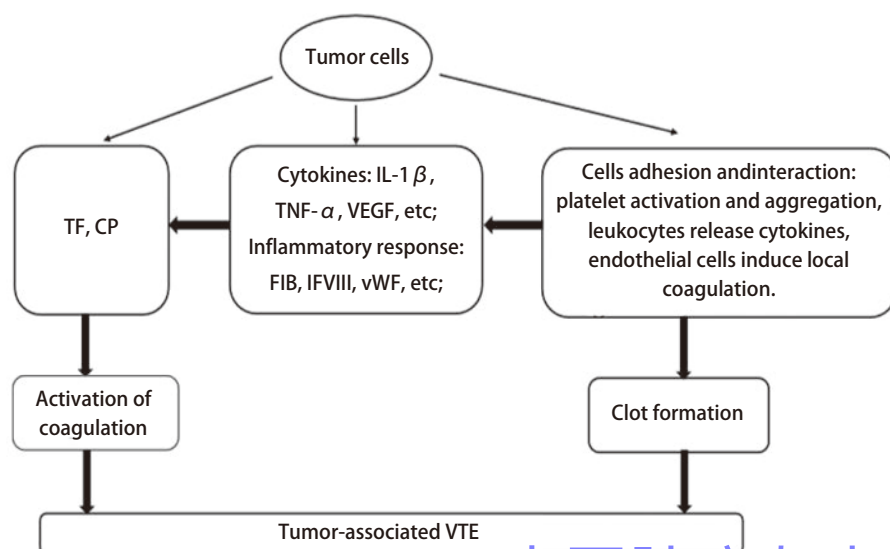 Tumor cells
TF, CP
Cytokines: IL-1β,
TNF-α, VEGF, etc;
Inflammatory response:
FIB, IFVIII, vWF, etc;
Cells adhesion andinteraction:
platelet activation and aggregation,
leukocytes release cytokines,
endothelial cells induce local
coagulation.
Activation of
coagulation
Clot formation
Tumor-associated VTE